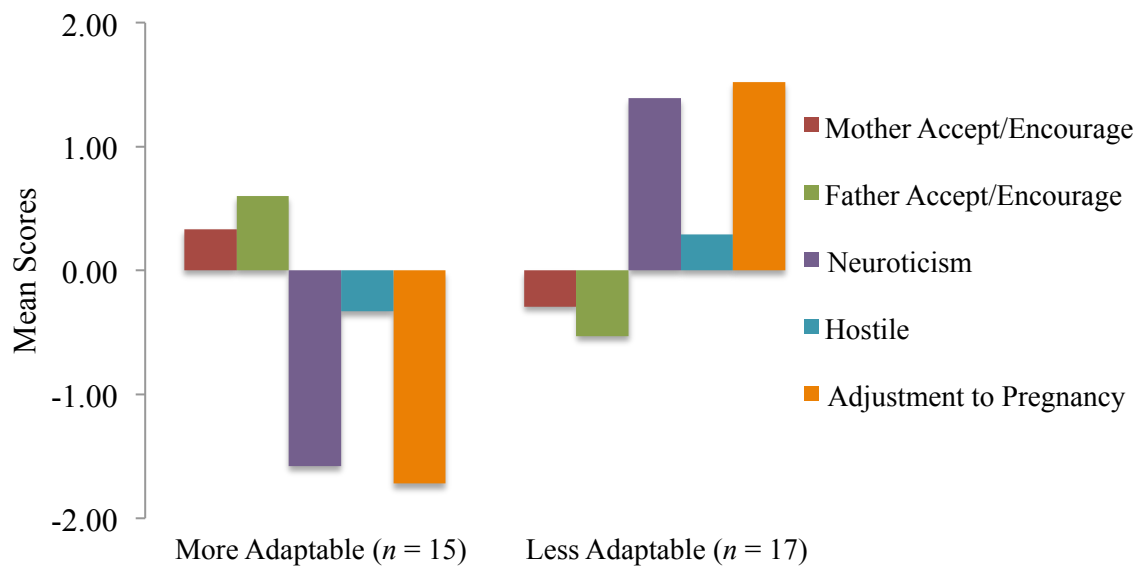 2.00
1.00
0.00
-1.00
-2.00
Mean Scores
More Adaptable (n = 15)
Less Adaptable (n = 17)
Mother Accept/Encourage
Father Accept/Encourage
Neuroticism
Hostile
Adjustment to Pregnancy